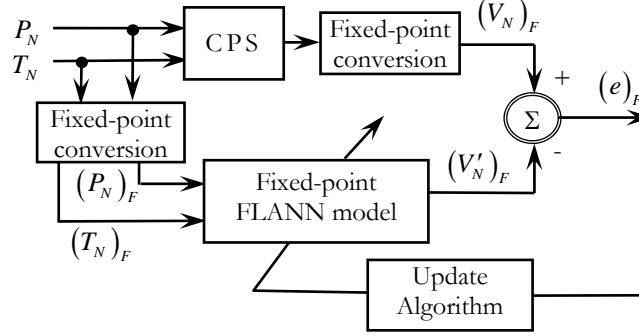 P_N
T_N
CPS
Fixed-point
conversion
(V_N)_F
+
(e)_F
Σ
-
Fixed-point
conversion
(P_N)_F
(T_N)_F
Fixed-point
FLANN model
(V'_N)_F
Update
Algorithm